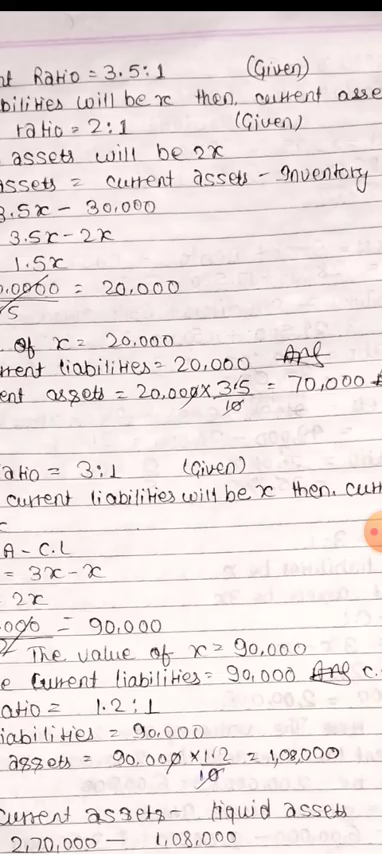 nt Ratio = 3.5:1 (Given)
bilities will be x then, current asse
ratio = 2:1 (Given)
assets will be 2x
assets = current assets - Inventory
3.5x - 30,000
3.5x - 2x
1.5x
0.0000 = 20,000
5
of x = 20,000
rrent liabilities = 20,000 Ans
ent assets = 20,000 x 3.5 = 70,000
10
atio = 3:1 (Given)
current liabilities will be x then. curr
A - C.L
= 3x - x
2x
000 = 90,000
The value of x = 90,000
e Current liabilities = 90,000 Ans C.
atio = 1.2:1
iabilities = 90,000
assets = 90,000 x 1.2 = 1,08,000
10
current assets - liquid assets
2,70,000 - 1,08,000